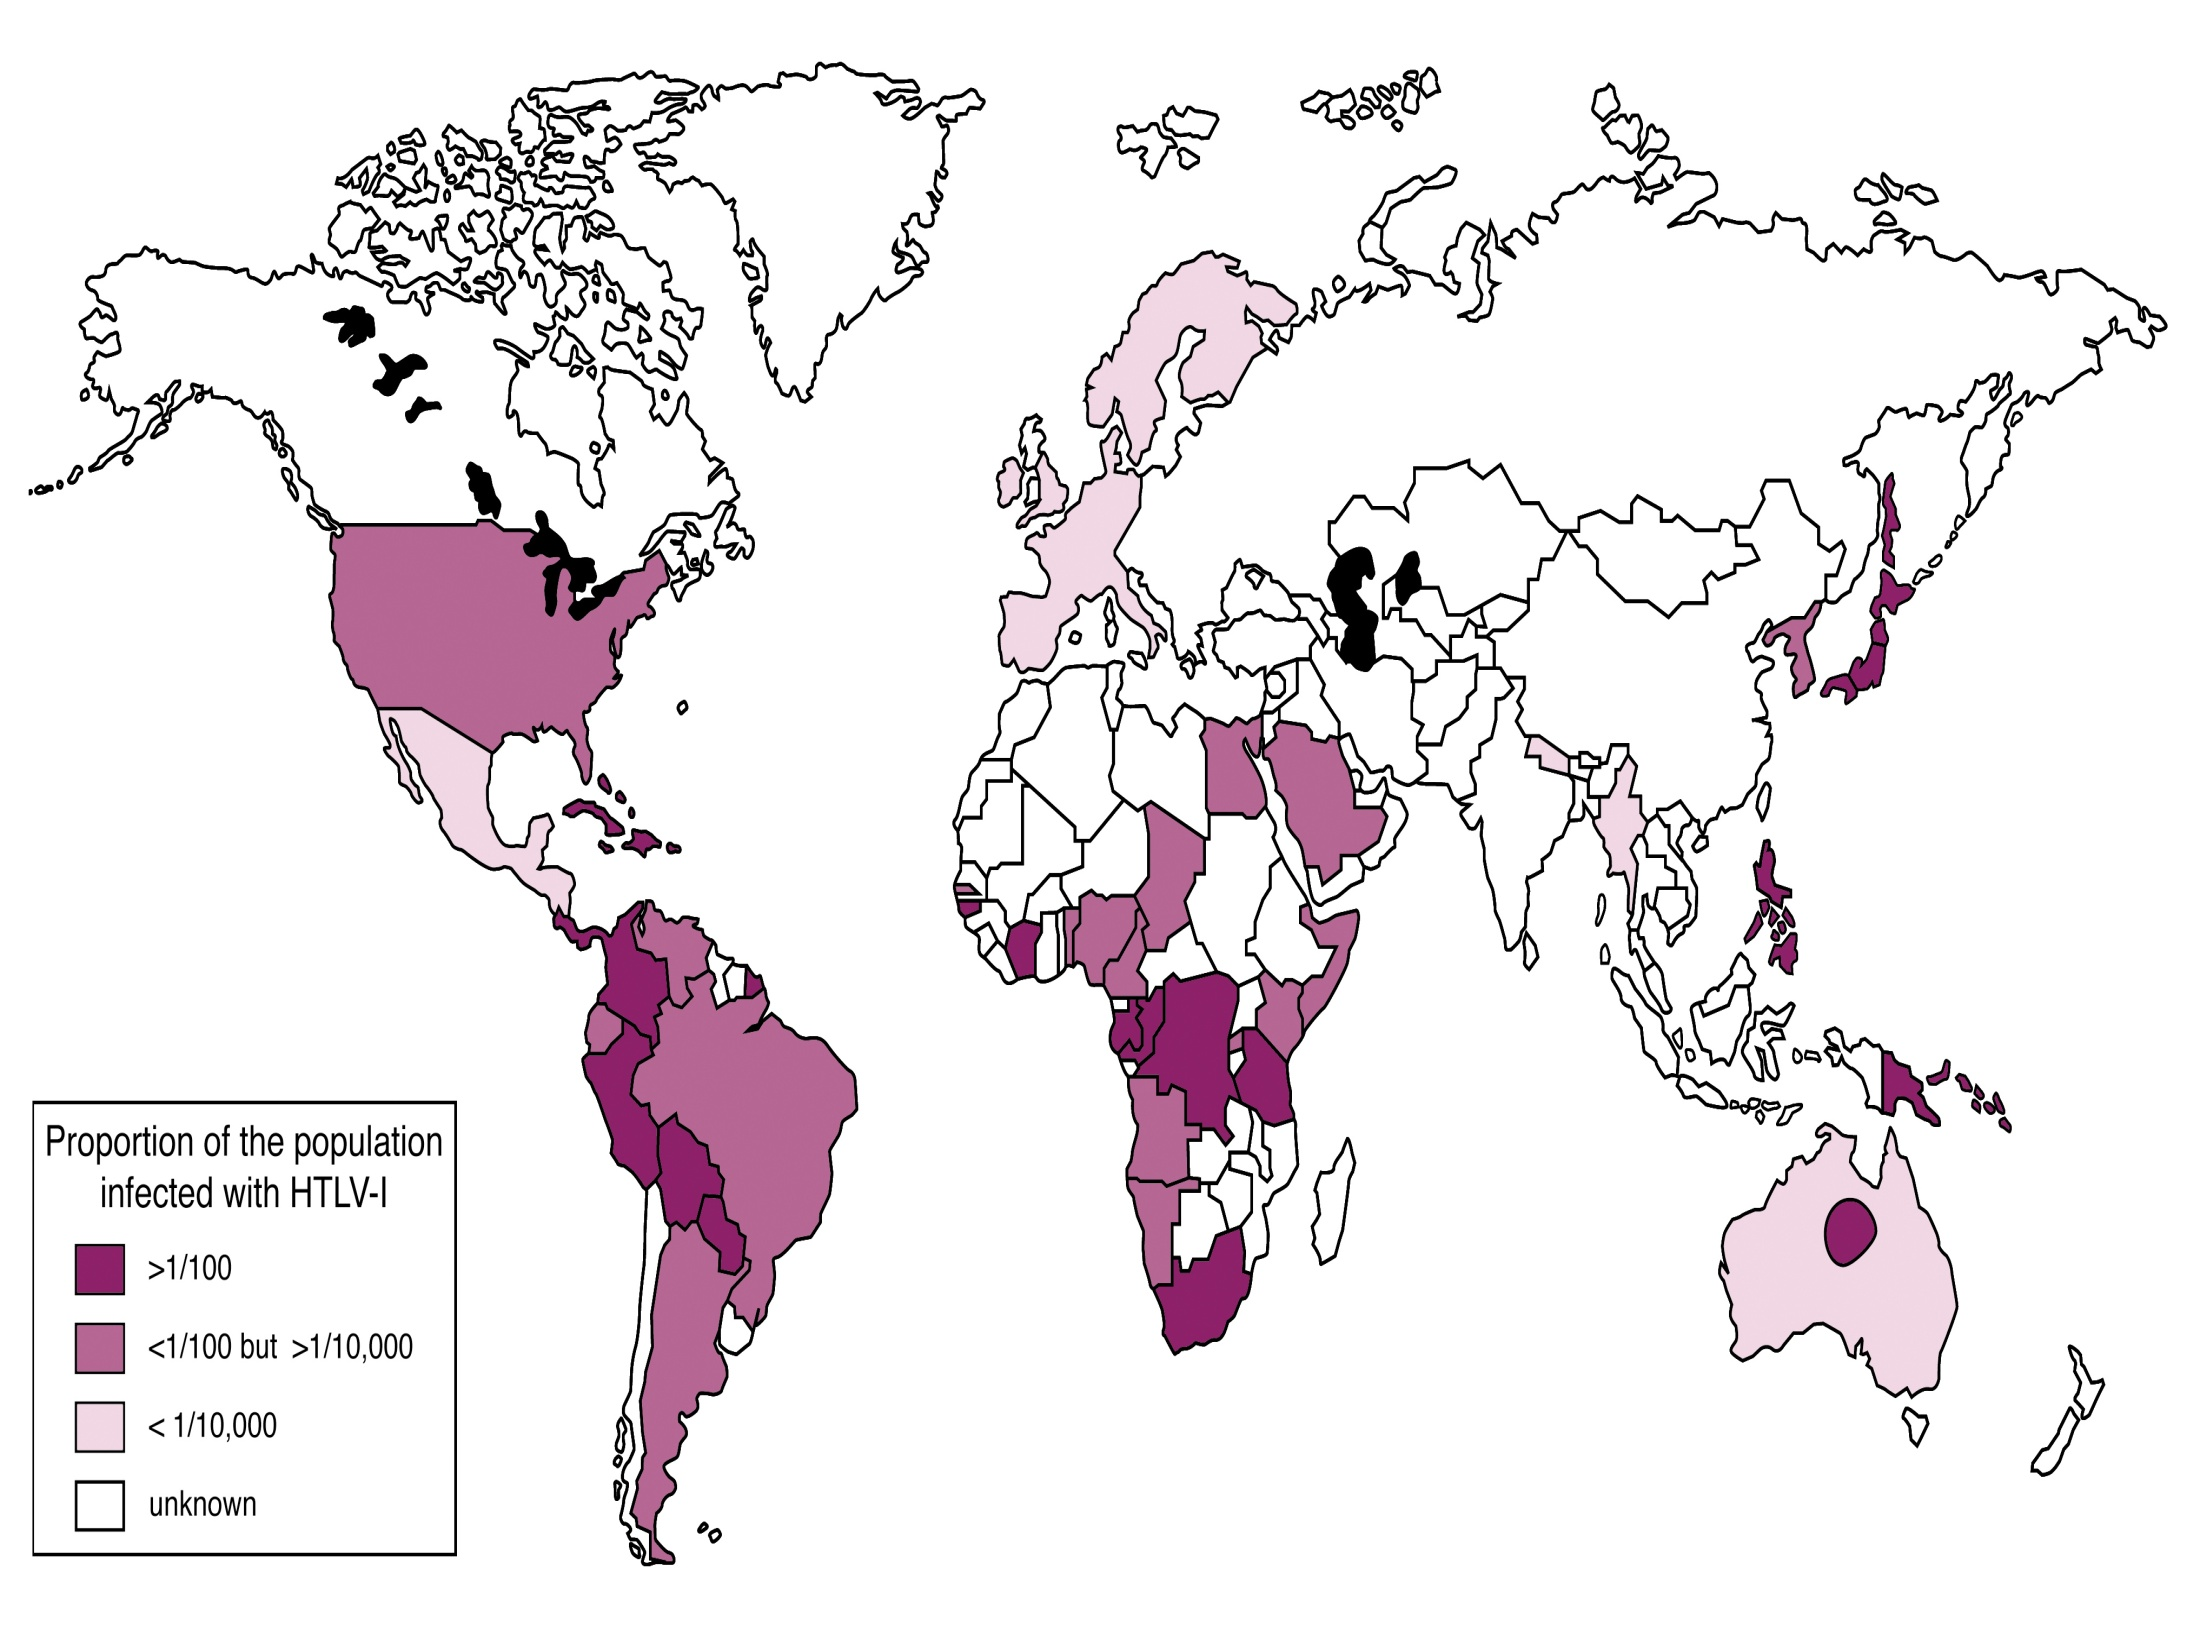 Proportion of the population
infected with HTLV-I
>1/100
<1/100 but >1/10,000
< 1/10,000
unknown